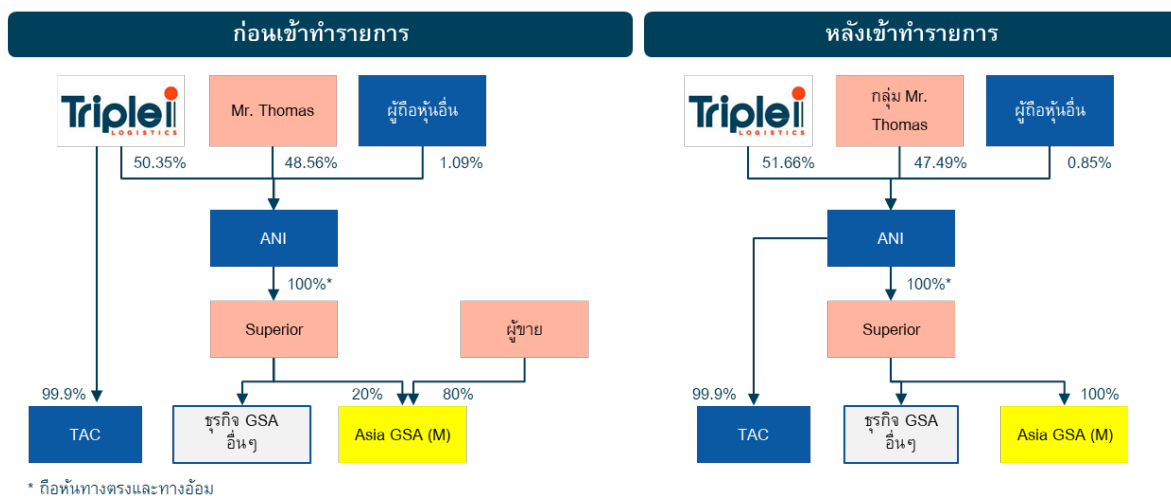 ก่อนเข้าทำรายการ
Triplei
LOGISTICS
Mr. Thomas
ผู้ถือหุ้นอื่น
50.35%
48.56%
1.09%
ANI
100%*
Superior
ผู้ขาย
99.9%
20%
80%
TAC
ธุรกิจ GSA
อื่นๆ
Asia GSA (M)
* ถือหุ้นทางตรงและทางอ้อม
หลังเข้าทำรายการ
Triplei
LOGISTICS
กลุ่ม Mr.
Thomas
ผู้ถือหุ้นอื่น
51.66%
47.49%
0.85%
ANI
100%*
Superior
99.9%
100%
TAC
ธุรกิจ GSA
อื่นๆ
Asia GSA (M)